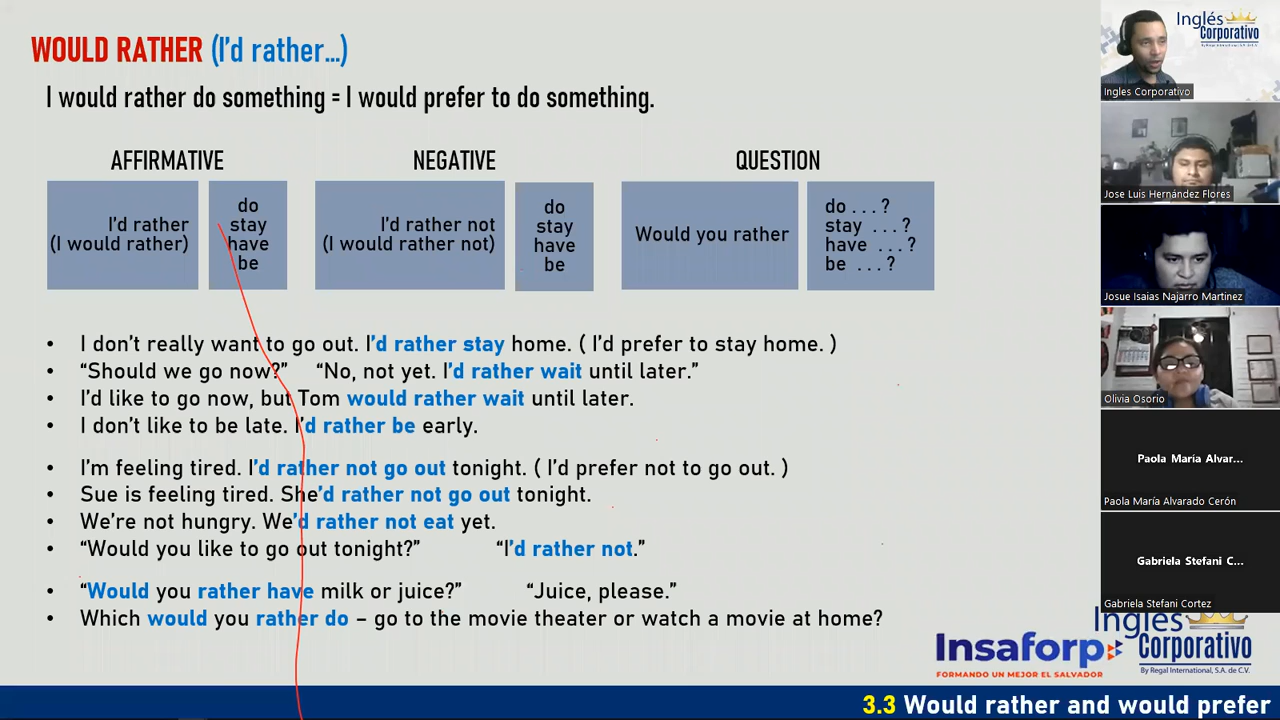 WOULD RATHER (I'd rather...)
I would rather do something = I would prefer to do something.
AFFIRMATIVE
NEGATIVE
QUESTION
I'd rather
(I would rather)
do
stay
have
be
I'd rather not
(I would rather not)
do
stay
have
be
Would you rather
do . . . ?
stay . . . ?
have . . . ?
be . . . ?
• I don't really want to go out. I'd rather stay home. ( I'd prefer to stay home. )
• “Should we go now?” “No, not yet. I'd rather wait until later.”
• I'd like to go now, but Tom would rather wait until later.
• I don't like to be late. I'd rather be early.
• I'm feeling tired. I'd rather not go out tonight. ( I'd prefer not to go out. )
• Sue is feeling tired. She'd rather not go out tonight.
• We're not hungry. We'd rather not eat yet.
• “Would you like to go out tonight?” “I'd rather not.”
• “Would you rather have milk or juice?” “Juice, please.”
• Which would you rather do – go to the movie theater or watch a movie at home?
Insaforp
FORMANDO UN MEJOR EL SALVADOR
Inglés
Corporativo
By Regal International, S.A. de C.V.
3.3 Would rather and would prefer
Inglés
Corporativo
By Regal International, S.A. de C.V.
Ingles Corporativo
Jose Luis Hernández Flores
Josue Isaias Najarro Martinez
Olivia Osorio
Paola María Alvar...
Paola María Alvarado Cerón
Gabriela Stefani C...
Gabriela Stefani Cortez